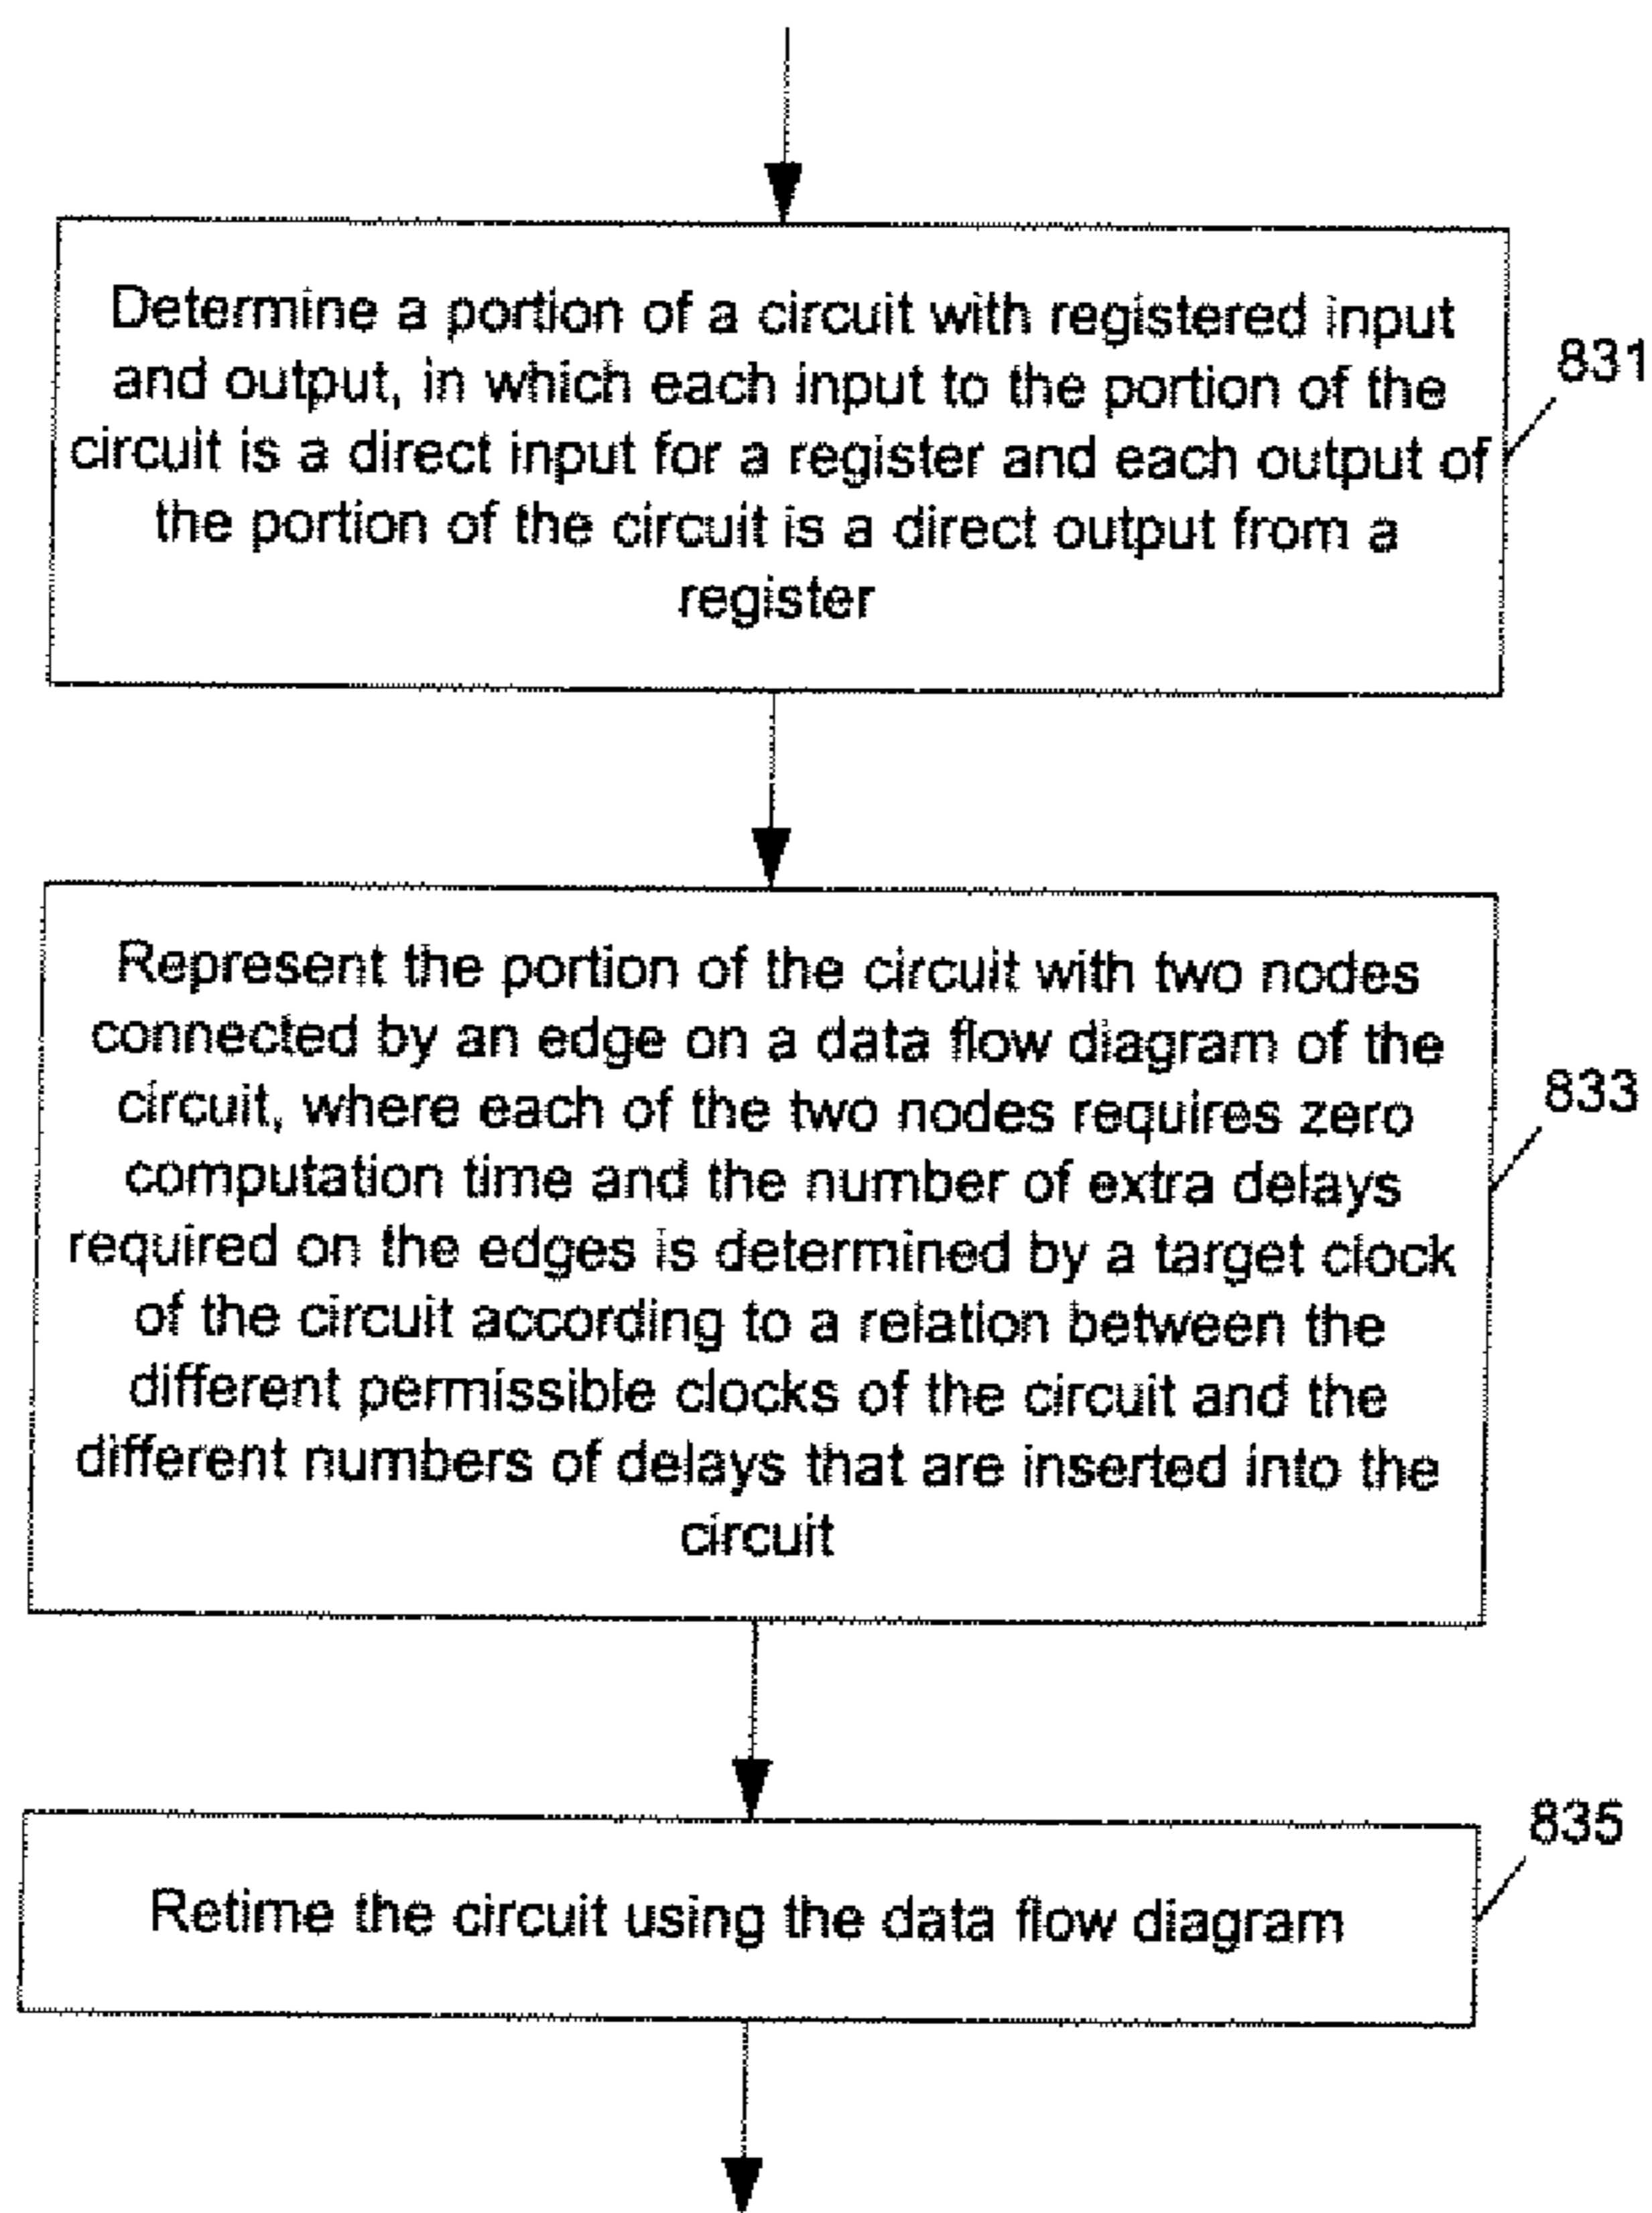 Determine a portion of a circuit with registered input
and output, in which each input to the portion of the
circuit is a direct input for a register and each output of
the portion of the circuit is a direct output from a
register
831
Represent the portion of the circuit with two nodes
connected by an edge on a data flow diagram of the
circuit, where each of the two nodes requires zero
computation time and the number of extra delays
required on the edges is determined by a target clock
of the circuit according to a relation between the
different permissible clocks of the circuit and the
different numbers of delays that are inserted into the
circuit
833
Retime the circuit using the data flow diagram
835